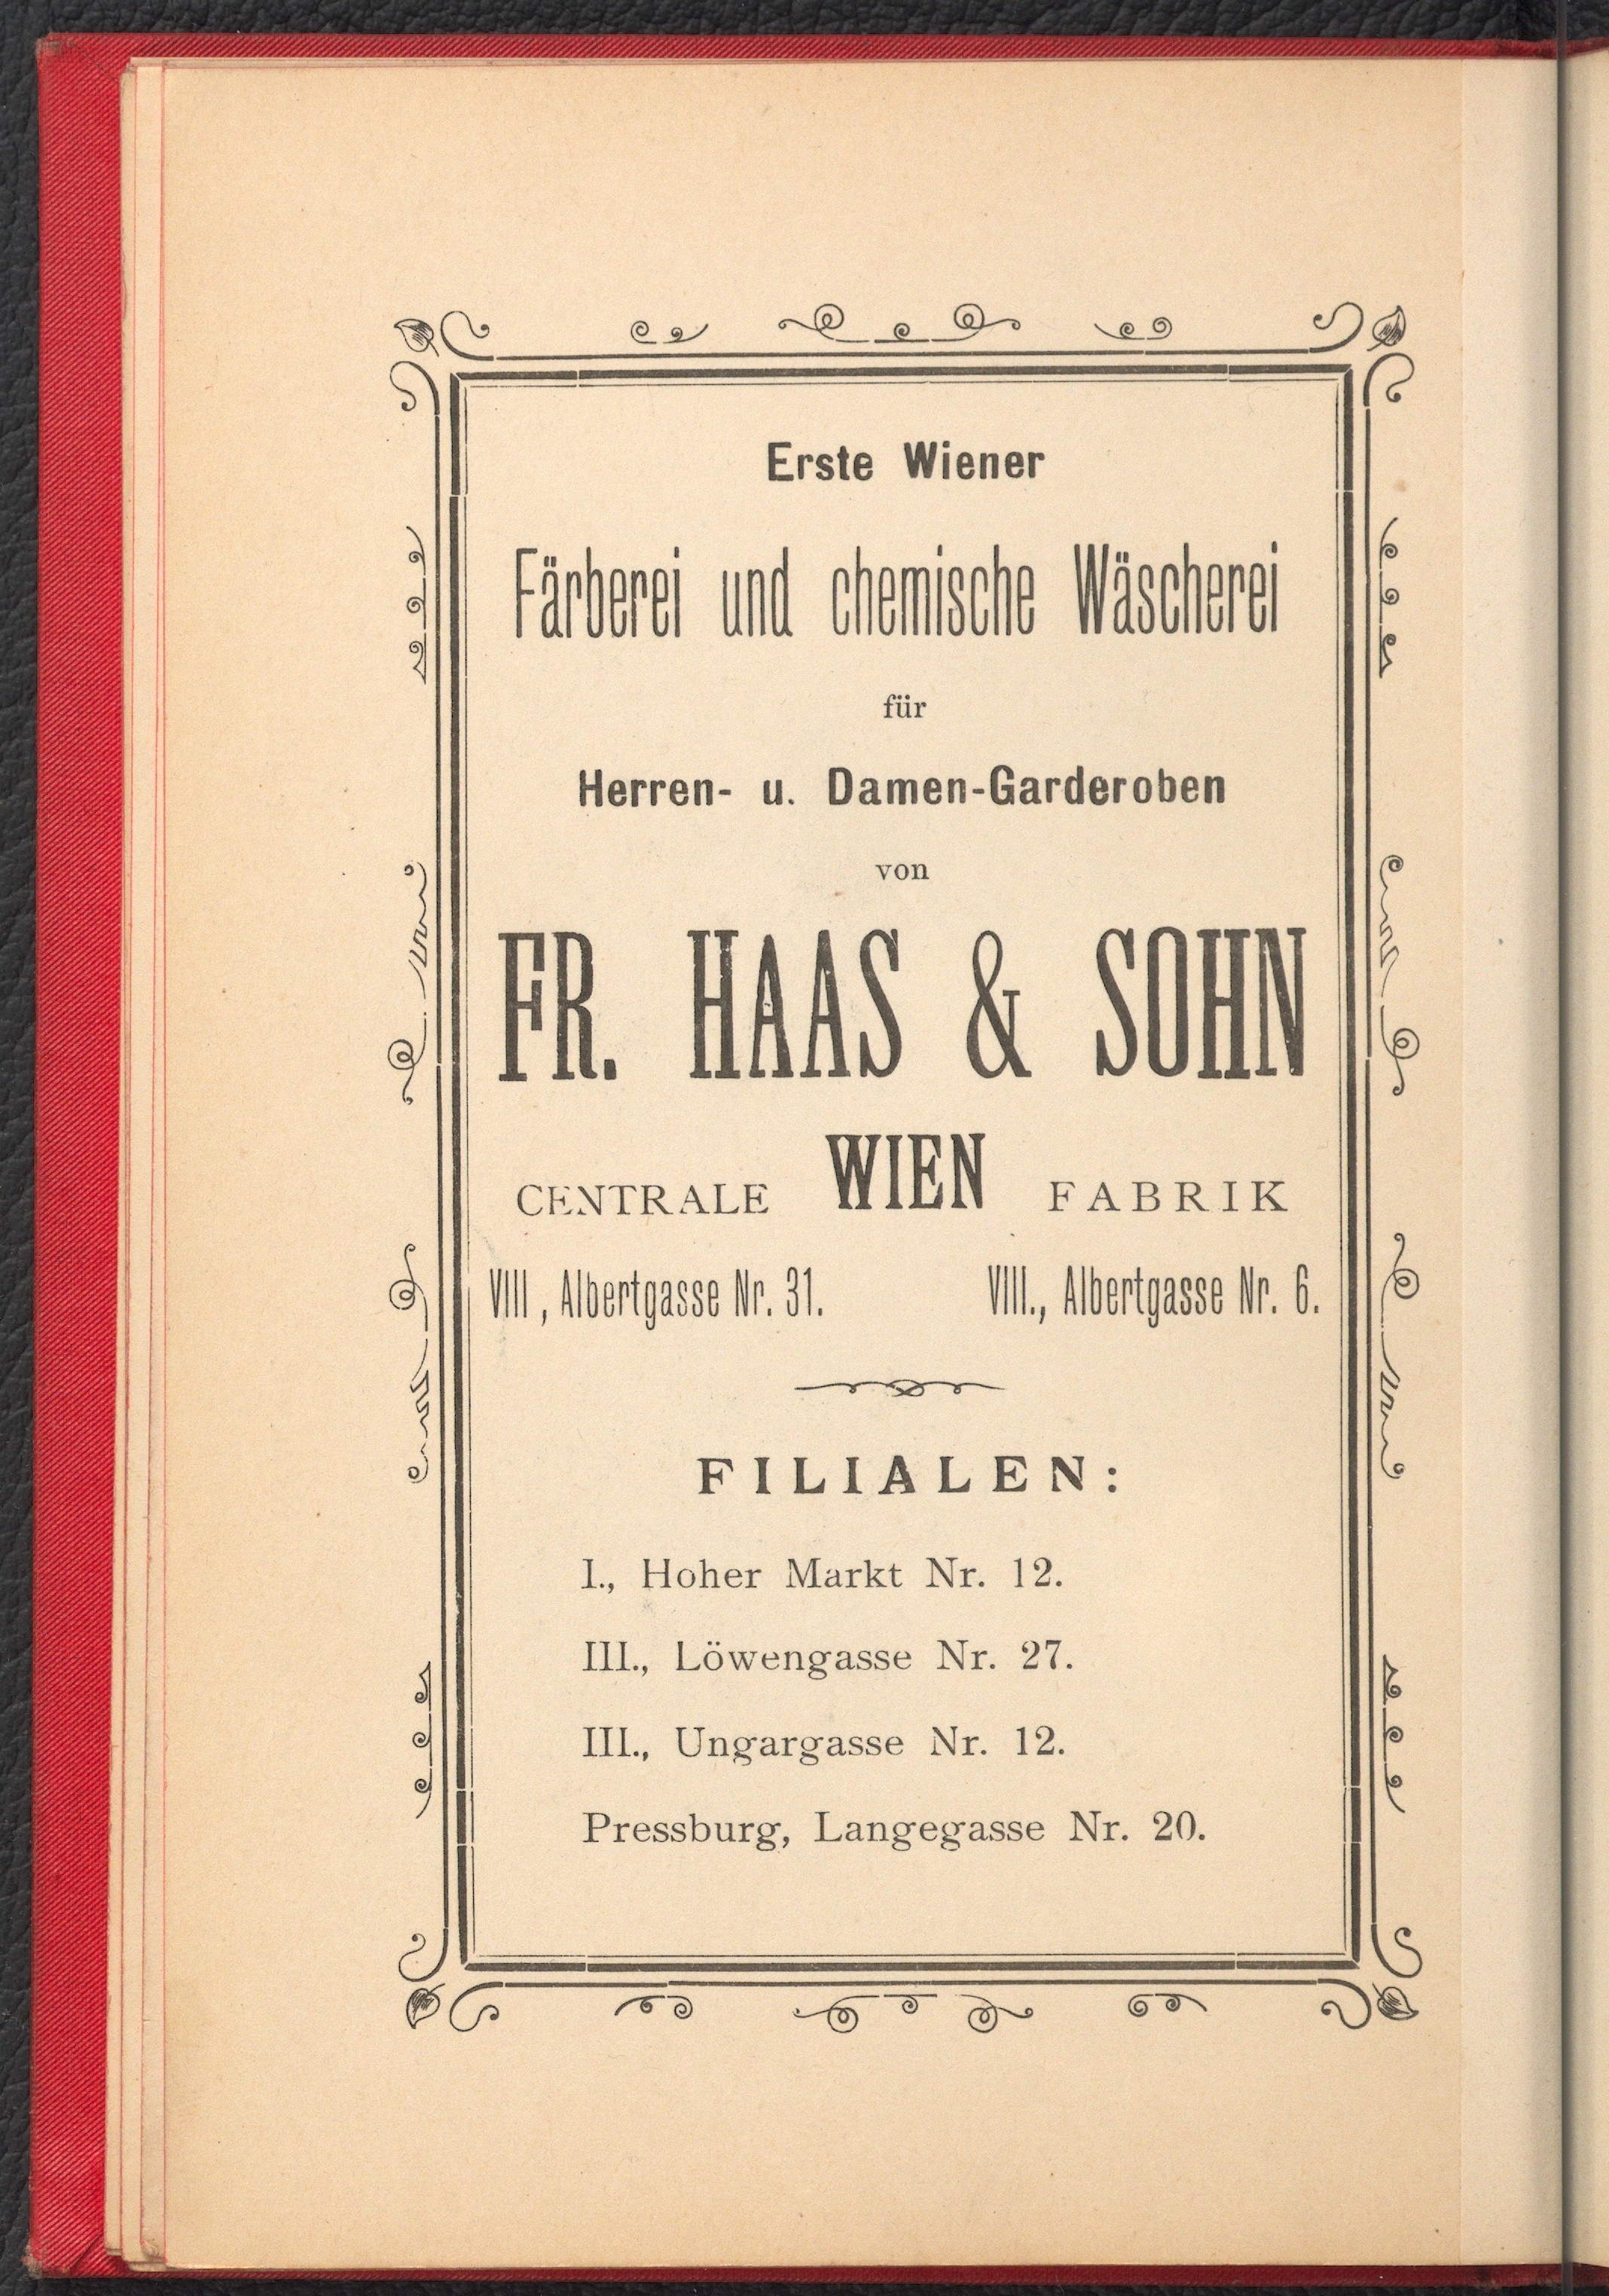 Erste Wiener
Färberei und chemische Wäscherei
für
Herren- u. Damen-Garderoben
von
FR. HAAS & SOHN
CENTRALE WIEN FABRIK
VIII , Albertgasse Nr. 31. VIII., Albertgasse Nr. 6.
FILIALEN:
I., Hoher Markt Nr. 12.
III., Löwengasse Nr. 27.
III., Ungargasse Nr. 12.
Pressburg, Langegasse Nr. 20.